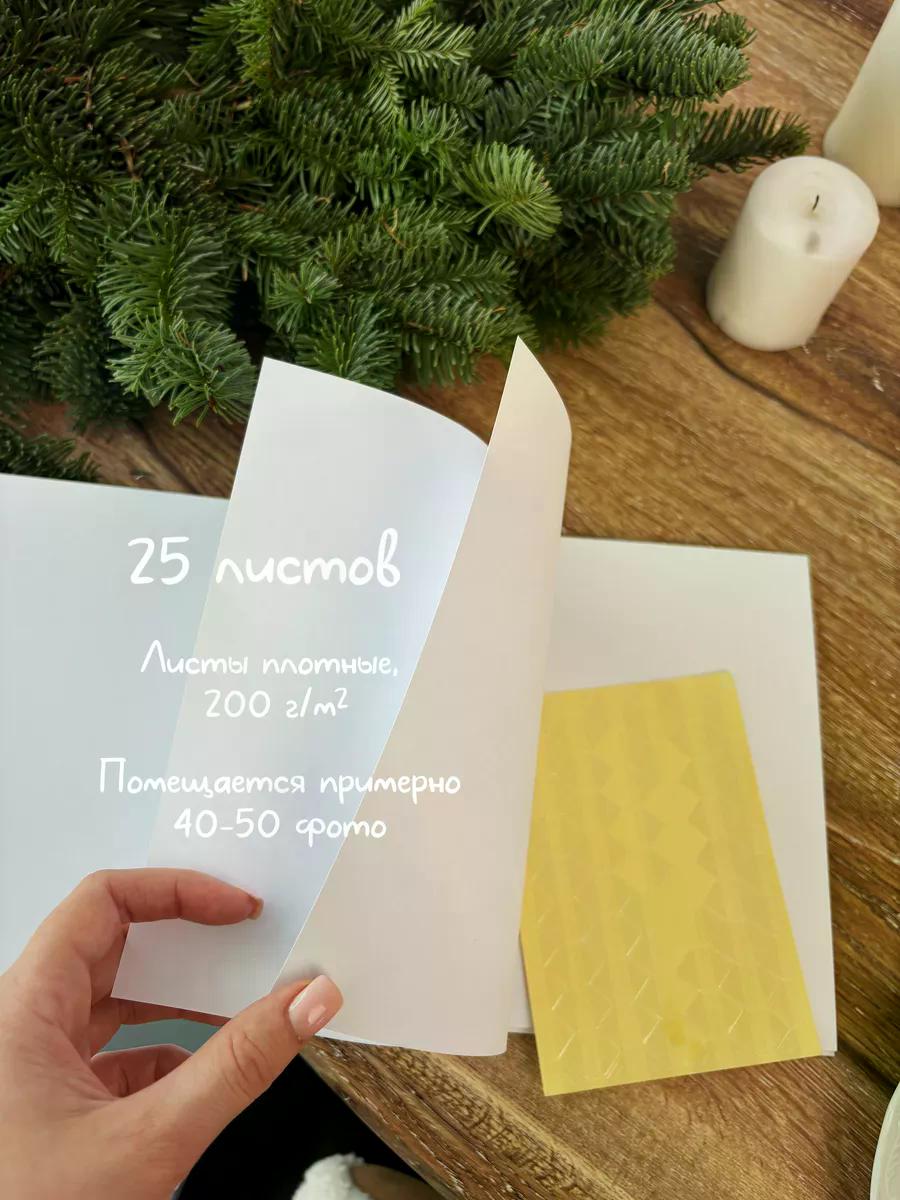 25 листов
Листы плотные,
200 г/м²
Помещается примерно
40-50 фото